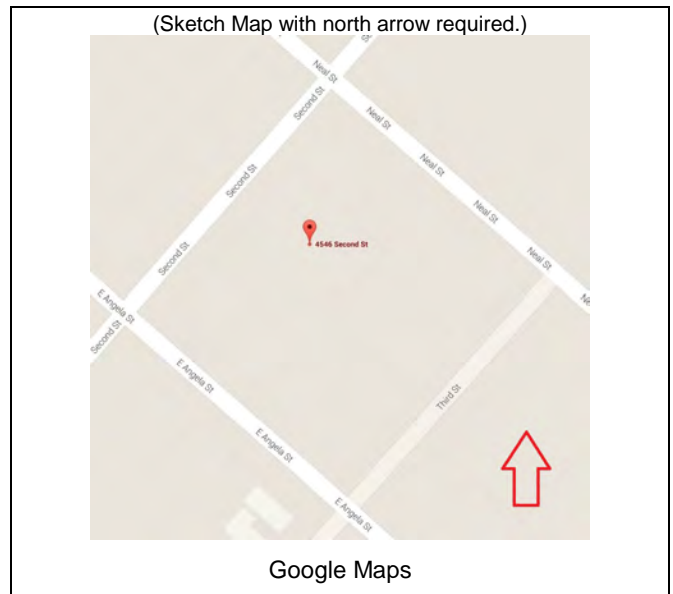 (Sketch Map with north arrow required.)
St
Neal St
Second St
Neal St
Second St
Neal St
4546 Second St
Second St
Neal St
Ne
E Angela St
Second St
E Angela St
Third St
E Angela St
E Angela St
Google Maps